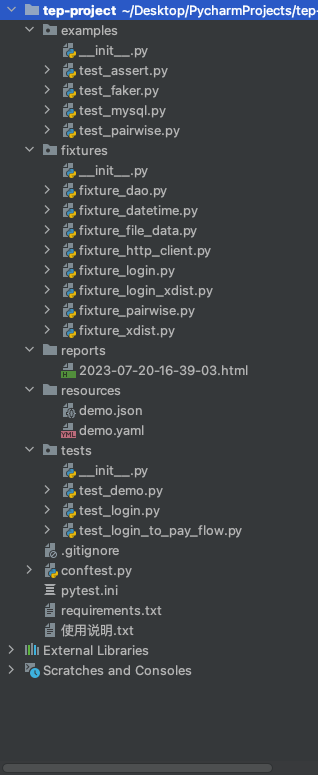 tep-project ~/Desktop/PycharmProjects/tep-
examples
__init__.py
test_assert.py
test_faker.py
test_mysql.py
test_pairwise.py
fixtures
__init__.py
fixture_dao.py
fixture_datetime.py
fixture_file_data.py
fixture_http_client.py
fixture_login.py
fixture_login_xdist.py
fixture_pairwise.py
fixture_xdist.py
reports
2023-07-20-16-39-03.html
resources
demo.json
demo.yaml
tests
__init__.py
test_demo.py
test_login.py
test_login_to_pay_flow.py
.gitignore
conftest.py
pytest.ini
requirements.txt
使用说明.txt
External Libraries
Scratches and Consoles